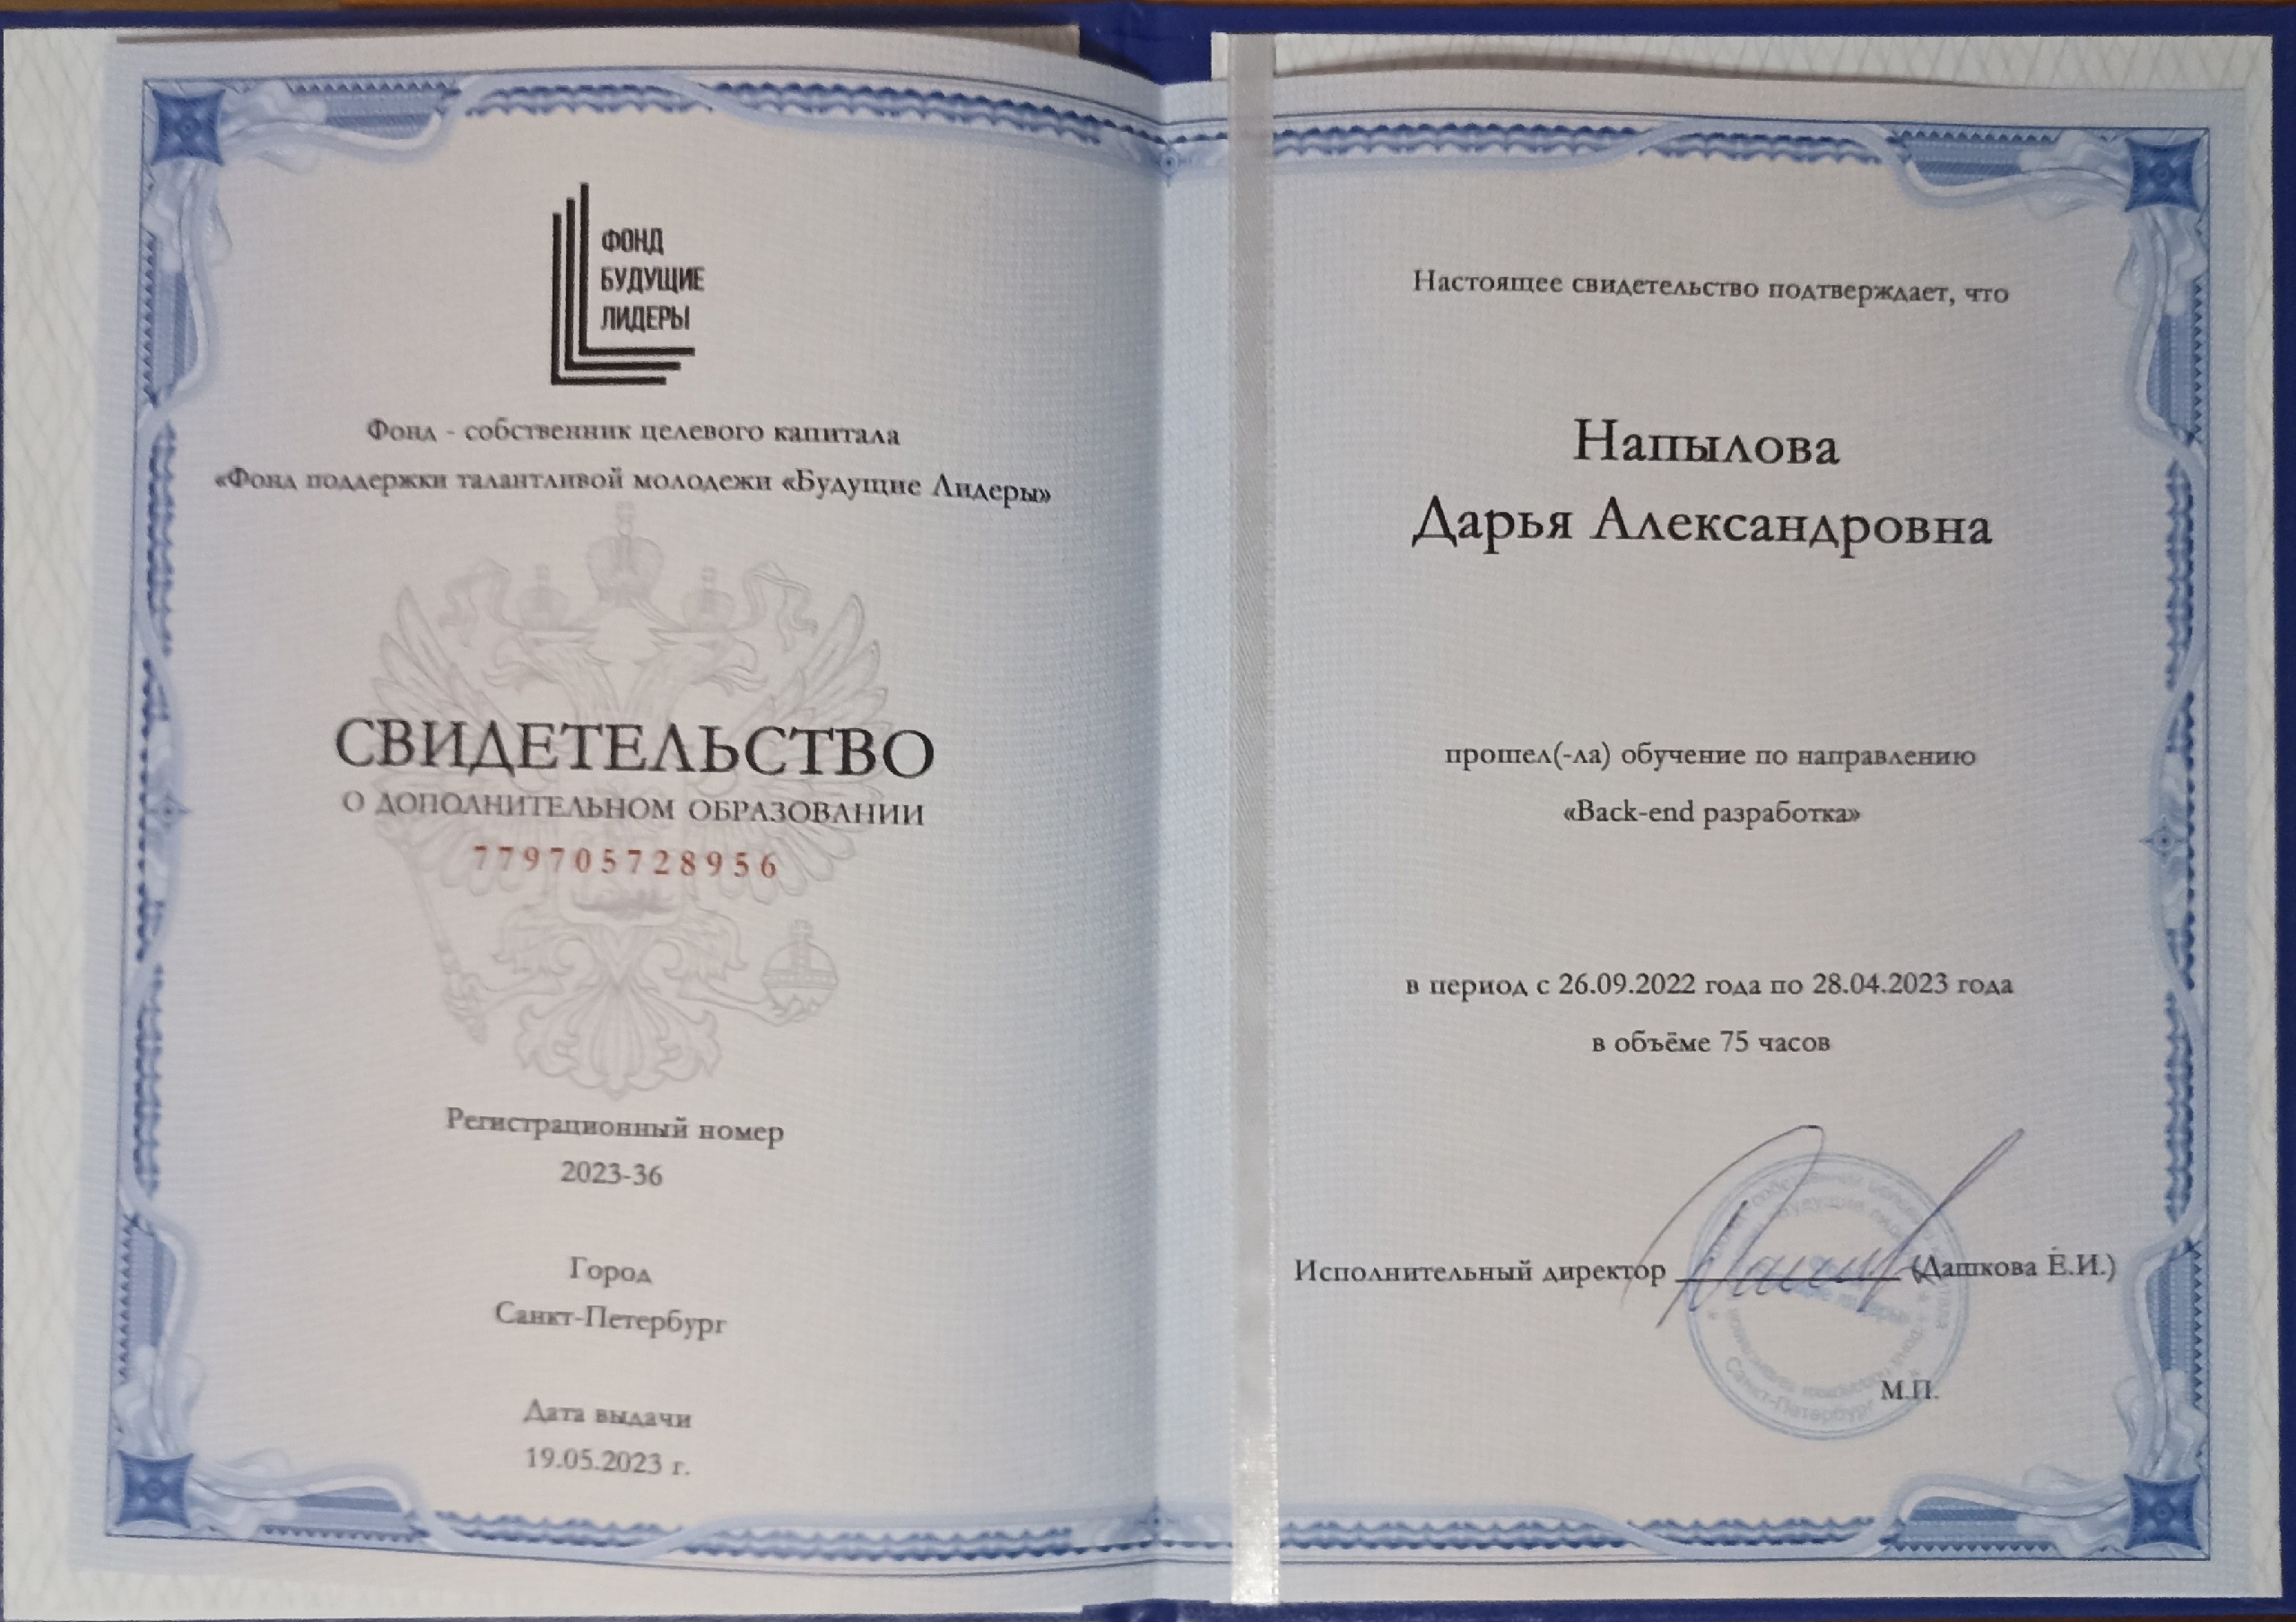 ФОНД
БУДУЩИЕ
ЛИДЕРЫ
Фонд - собственник целевого капитала
«Фонд поддержки талантливой молодежи «Будущие Лидеры»
СВИДЕТЕЛЬСТВО
О ДОПОЛНИТЕЛЬНОМ ОБРАЗОВАНИИ
779705728956
Регистрационный номер
2023-36
Город
Санкт-Петербург
Дата выдачи
19.05.2023 г.
Настоящее свидетельство подтверждает, что
Напылова
Дарья Александровна
прошел(-ла) обучение по направлению
«Back-end разработка»
в период с 26.09.2022 года по 28.04.2023 года
в объёме 75 часов
Исполнительный директор (Дашкова Е.И.)
М.П.
Санкт-Петербург